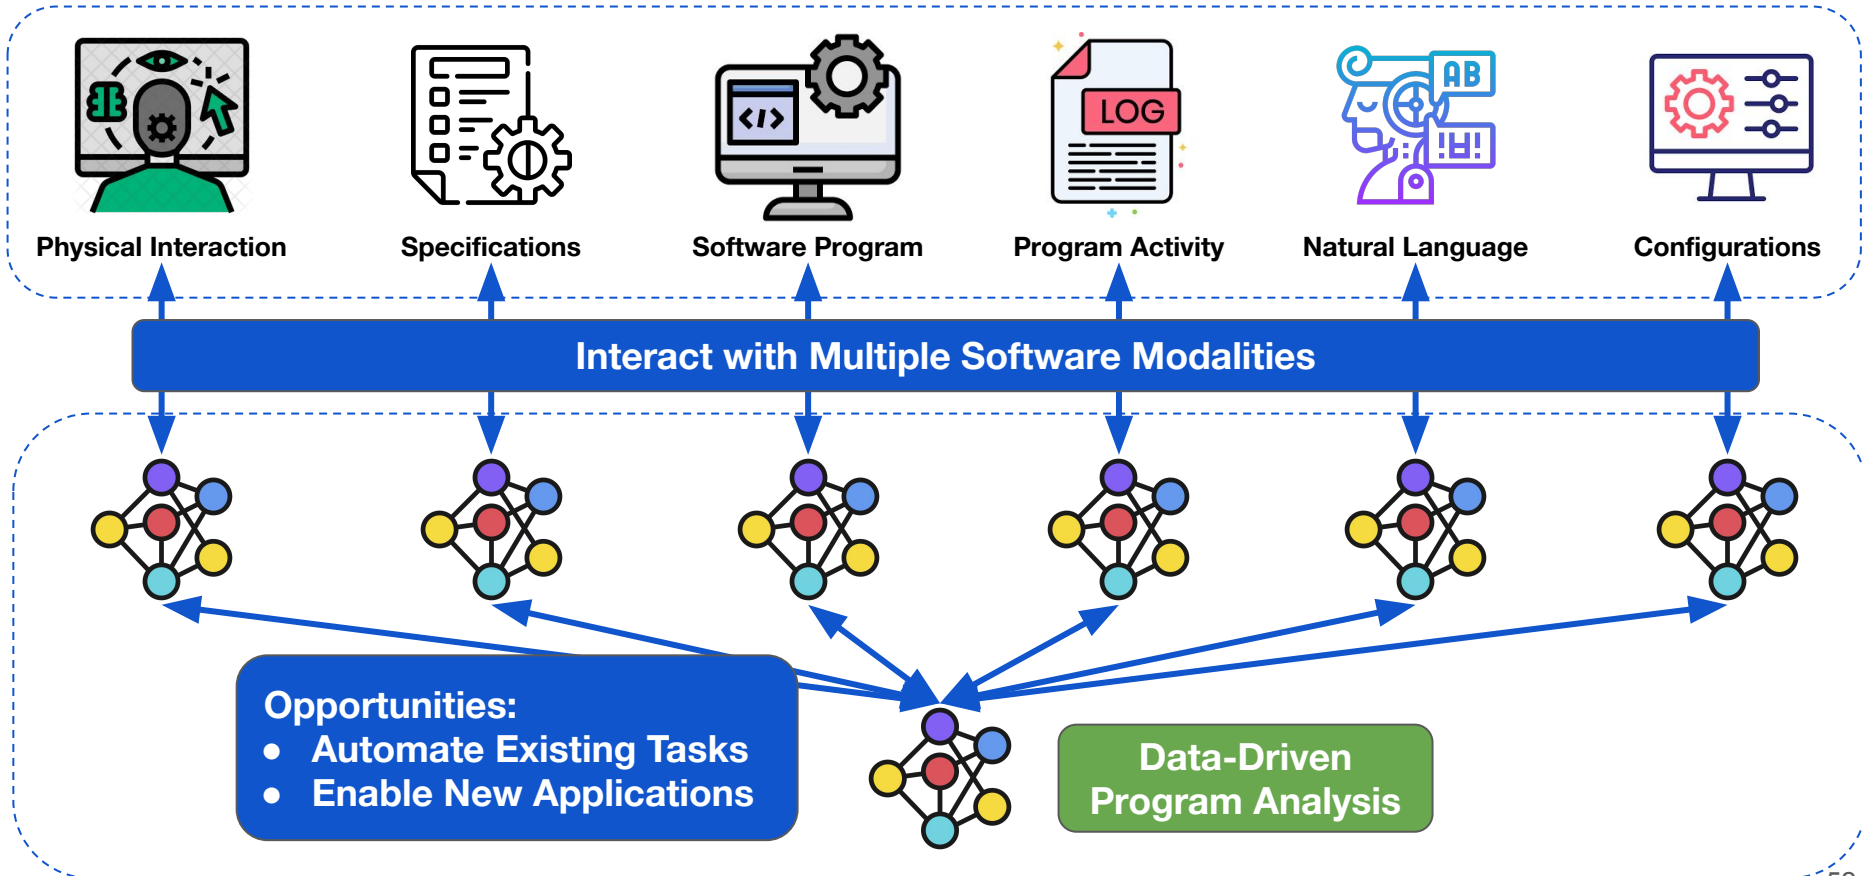 LOG
AB
</>
Physical Interaction
Specifications
Software Program
Program Activity
Natural Language
Configurations
Interact with Multiple Software Modalities
Opportunities:
● Automate Existing Tasks
● Enable New Applications
Data-Driven
Program Analysis